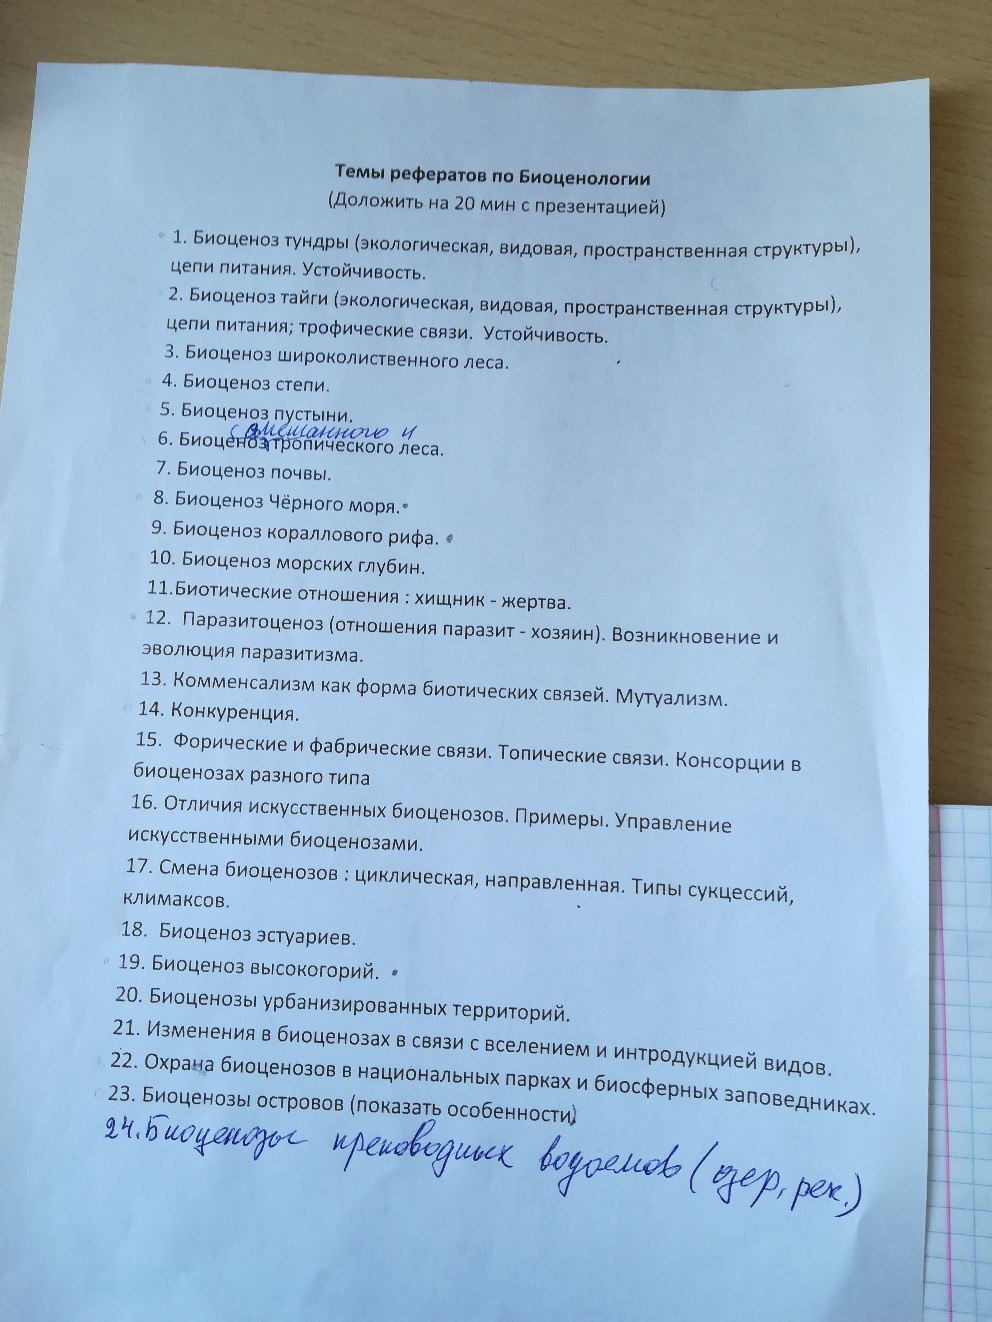 Темы рефератов по Биоценологии
(Доложить на 20 мин с презентацией)
1. Биоценоз тундры (экологическая, видовая, пространственная структуры),
цепи питания. Устойчивость.
2. Биоценоз тайги (экологическая, видовая, пространственная структуры),
цепи питания; трофические связи. Устойчивость.
3. Биоценоз широколиственного леса.
4. Биоценоз степи.
5. Биоценоз пустыни.
смешанного и
6. Биоценоз тропического леса.
7. Биоценоз почвы.
8. Биоценоз Чёрного моря.
9. Биоценоз кораллового рифа.
10. Биоценоз морских глубин.
11.Биотические отношения : хищник - жертва.
12. Паразитоценоз (отношения паразит - хозяин). Возникновение и
эволюция паразитизма.
13. Комменсализм как форма биотических связей. Мутуализм.
14. Конкуренция.
15. Форические и фабрические связи. Топические связи. Консорции в
биоценозах разного типа
16. Отличия искусственных биоценозов. Примеры. Управление
искусственными биоценозами.
17. Смена биоценозов : циклическая, направленная. Типы сукцессий,
климаксов.
18. Биоценоз эстуариев.
19. Биоценоз высокогорий.
20. Биоценозы урбанизированных территорий.
21. Изменения в биоценозах в связи с вселением и интродукцией видов.
22. Охрана биоценозов в национальных парках и биосферных заповедниках.
23. Биоценозы островов (показать особенности)
24. Биоценозы пресноводных водоемов (озер, рек.)